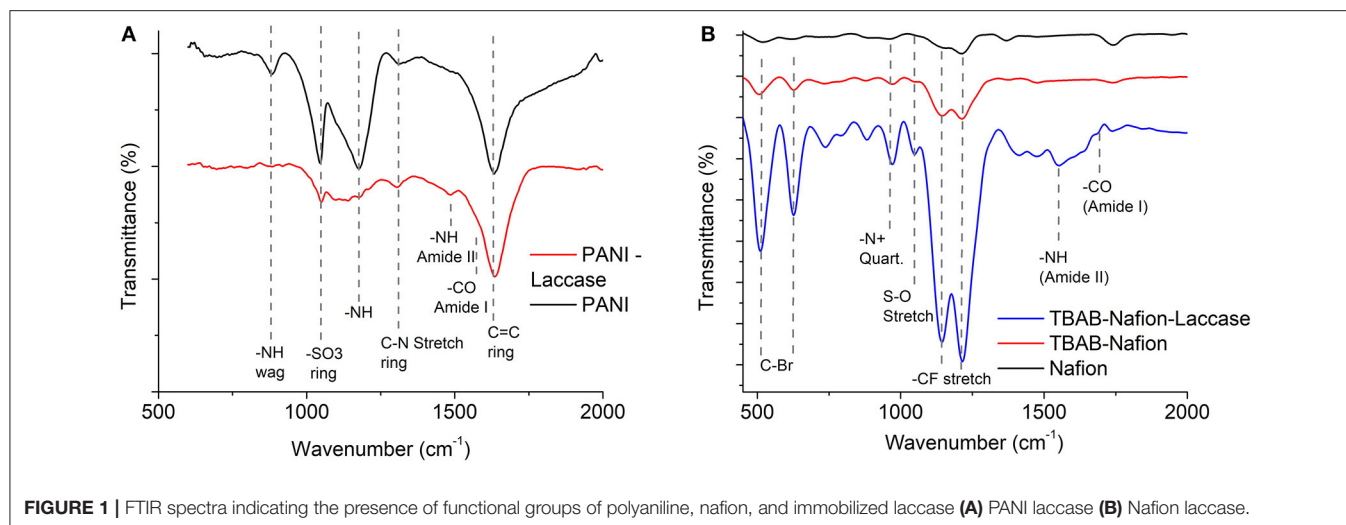 A
Transmittance (%)
-NH
Amide II
-CO
Amide I
PANI -
Laccase
PANI
-NH
wag
-SO3
ring
-NH
C-N Stretch
ring
C=C
ring
500
1000
1500
2000
Wavenumber (cm-1)
B
Transmittance (%)
-CO
(Amide I)
-N+
Quart.
-NH
(Amide II)
S-O
Stretch
TBAB-Nafion-Laccase
TBAB-Nafion
Nafion
C-Br
-CF stretch
500
1000
1500
2000
Wavenumber (cm-1)
FIGURE 1 | FTIR spectra indicating the presence of functional groups of polyaniline, nafion, and immobilized laccase (A) PANI laccase (B) Nafion laccase.